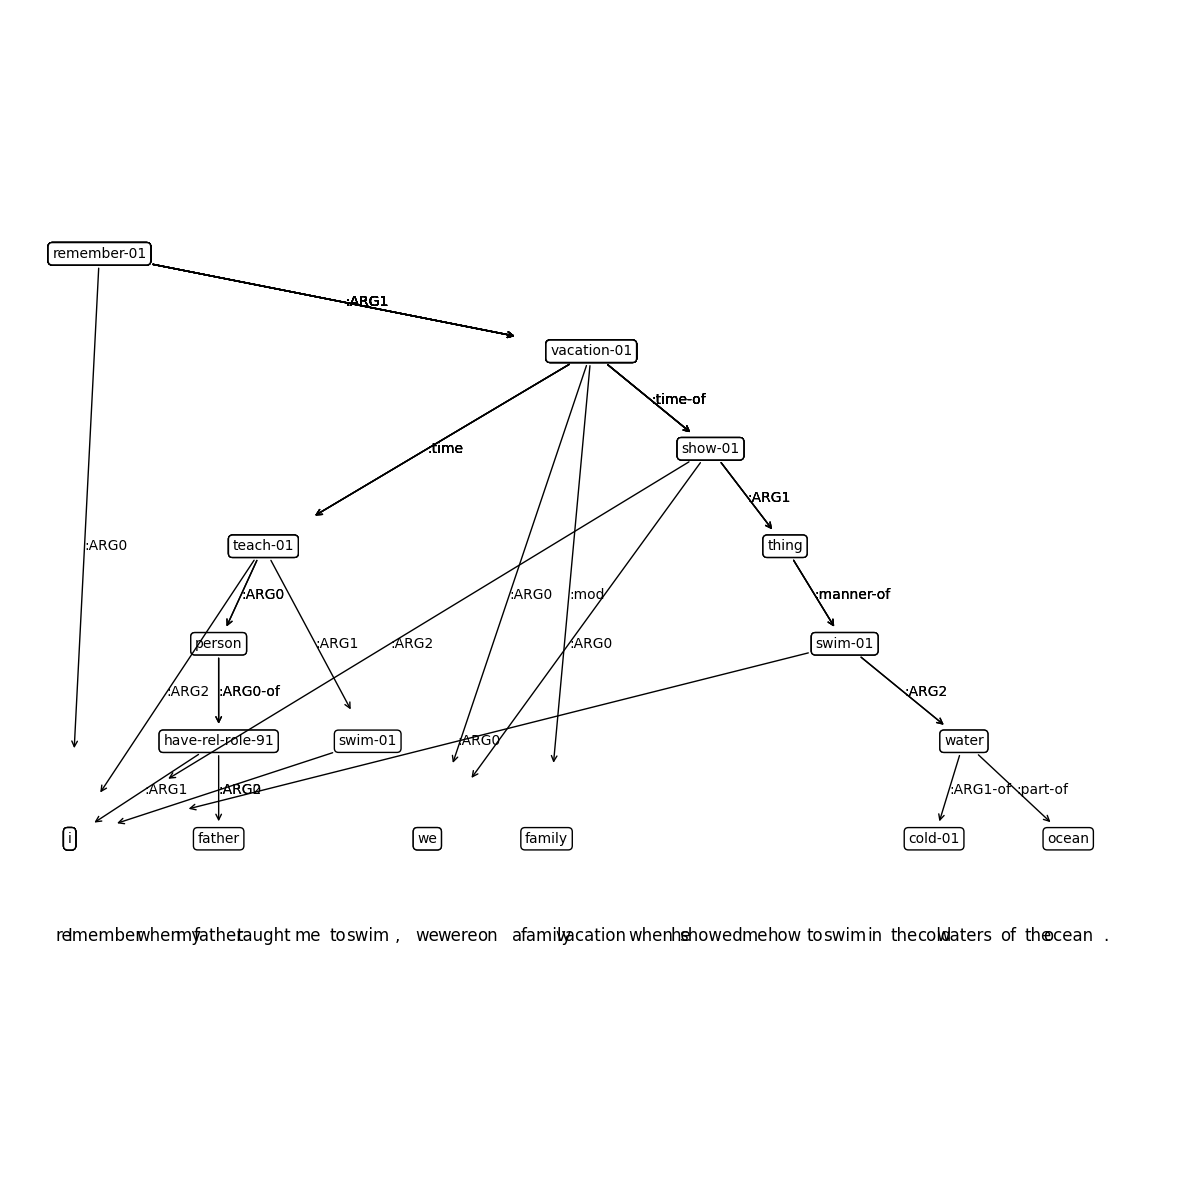 remember-01
:ARG1
vacation-01
:time-of
:time show-01
:ARG1
:ARG0 teach-01 thing
:ARG0 :ARG0 :mod :manner-of
person :ARG1 :ARG2 :ARG0 swim-01
:ARG2 :ARG0-of :ARG2
have-rel-role-91 swim-01 :ARG0 water
:ARG1 :ARG0 :ARG2 :ARG1-of :part-of
i father we family cold-01 ocean
I remember when my father taught me to swim , we were on a family vacation when he showed me how to swim in the cold waters of the ocean .